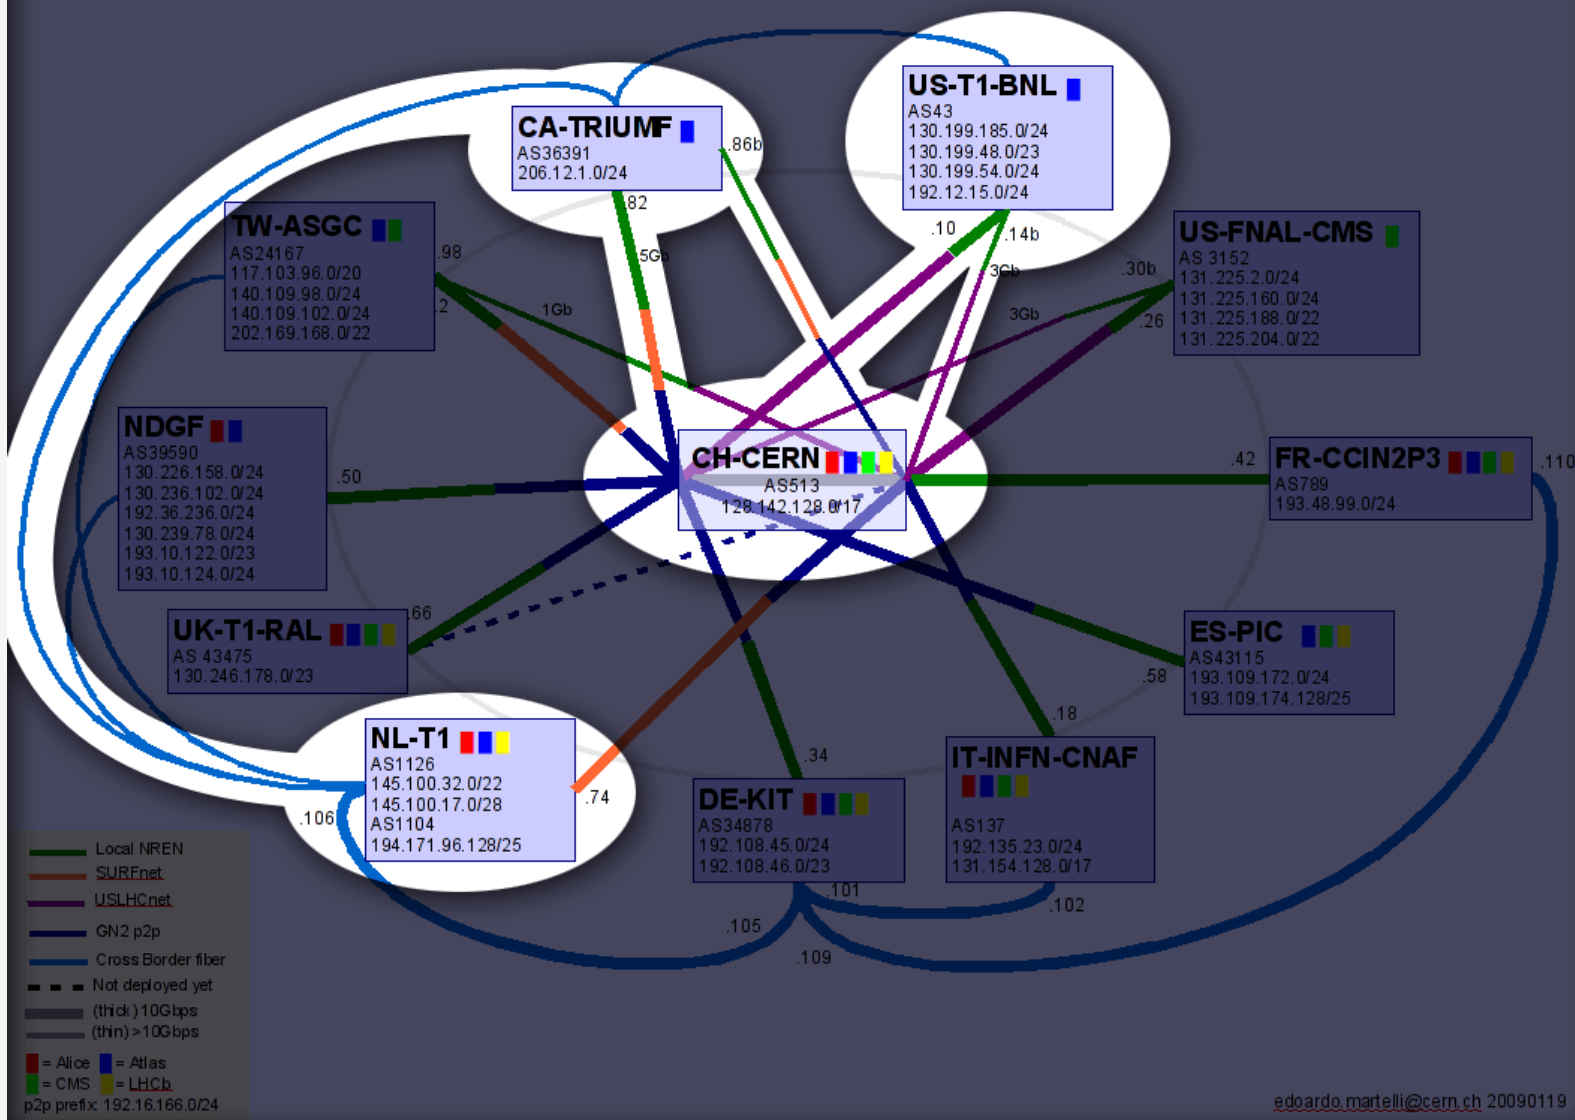 US-T1-BNL
AS43
130.199.185.0/24
130.199.48.0/23
130.199.54.0/24
192.12.15.0/24
CA-TRIUMF
AS36391
206.12.1.0/24
.86b
.82
5Gb
.10
.14b
3Gb
TW-ASGC
AS24167
117.103.96.0/20
140.109.98.0/24
140.109.102.0/24
202.169.168.0/22
.98
.2
1Gb
US-FNAL-CMS
AS 3152
131.225.2.0/24
131.225.160.0/24
131.225.188.0/22
131.225.204.0/22
.30b
.26
3Gb
NDGF
AS39590
130.226.158.0/24
130.236.102.0/24
192.36.236.0/24
130.239.78.0/24
193.10.122.0/23
193.10.124.0/24
.50
CH-CERN
AS513
128.142.128.0/17
.42
FR-CCIN2P3
AS789
193.48.99.0/24
.110
UK-T1-RAL
AS 43475
130.246.178.0/23
.66
ES-PIC
AS43115
193.109.172.0/24
193.109.174.128/25
.58
NL-T1
AS1126
145.100.32.0/22
145.100.17.0/28
AS1104
194.171.96.128/25
.106
.74
.34
DE-KIT
AS34878
192.108.45.0/24
192.108.46.0/23
.18
IT-INFN-CNAF
AS137
192.135.23.0/24
131.154.128.0/17
.101
.102
.105
.109
Local NREN
SURFnet
USLHCnet
GN2 p2p
Cross Border fiber
Not deployed yet
(thick) 10Gbps
(thin) >10Gbps
= Alice = Atlas
= CMS = LHCb
p2p prefix: 192.16.166.0/24
edoardo.martelli@cern.ch 20090119